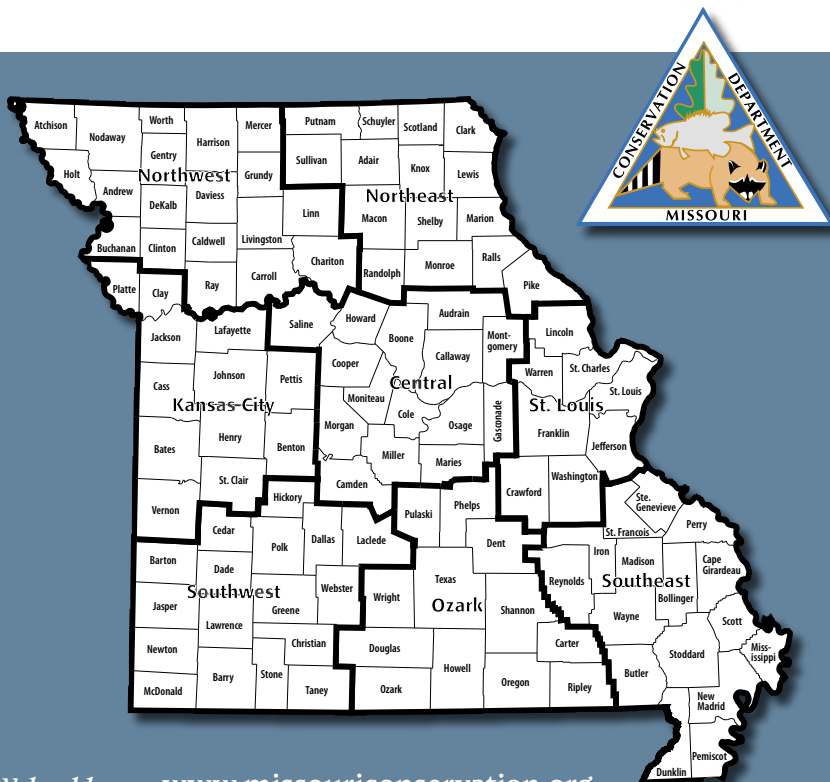 CONSERVATION
DEPARTMENT
MISSOURI
Atchison
Nodaway
Worth
Harrison
Mercer
Putnam
Schuyler
Scotland
Clark
Holt
Gentry
Sullivan
Adair
Knox
Lewis
Andrew
Northwest
Grundy
DeKalb
Daviess
Northeast
Linn
Macon
Shelby
Marion
Buchanan
Clinton
Caldwell
Livingston
Chariton
Randolph
Monroe
Ralls
Pike
Platte
Clay
Ray
Carroll
Jackson
Lafayette
Saline
Howard
Boone
Audrain
Mont-
gomery
Lincoln
Cass
Johnson
Pettis
Cooper
Callaway
Warren
St. Charles
St. Louis
Kansas City
Moniteau
Central
Cole
Osage
Gasconade
St. Louis
Franklin
Jefferson
Bates
Henry
Benton
Morgan
Miller
Maries
St. Clair
Camden
Crawford
Washington
Vernon
Hickory
Pulaski
Phelps
Ste.
Genevieve
Perry
St. Francois
Cedar
Polk
Dallas
Laclede
Dent
Iron
Madison
Cape
Girardeau
Barton
Dade
Southwest
Webster
Wright
Texas
Ozark
Shannon
Reynolds
Southeast
Bollinger
Jasper
Greene
Lawrence
Wayne
Scott
Newton
Christian
Douglas
Carter
Stoddard
Miss-
issippi
McDonald
Barry
Stone
Taney
Ozark
Howell
Oregon
Ripley
Butler
New
Madrid
Pemiscot
Dunklin
www.missouriconservation.org